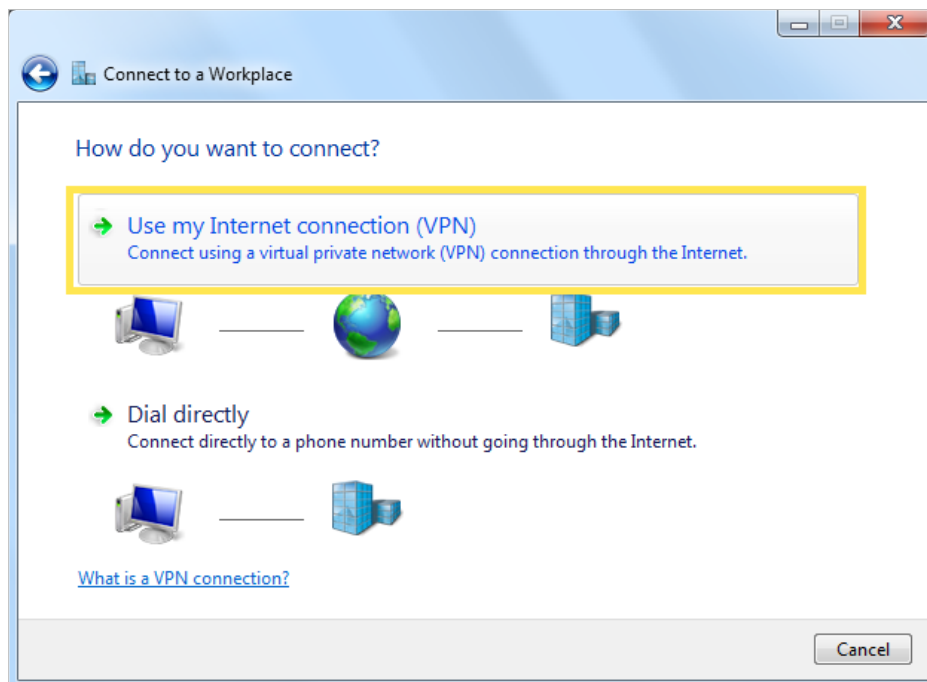 Connect to a Workplace
How do you want to connect?
Use my Internet connection (VPN)
Connect using a virtual private network (VPN) connection through the Internet.
Dial directly
Connect directly to a phone number without going through the Internet.
What is a VPN connection?
Cancel